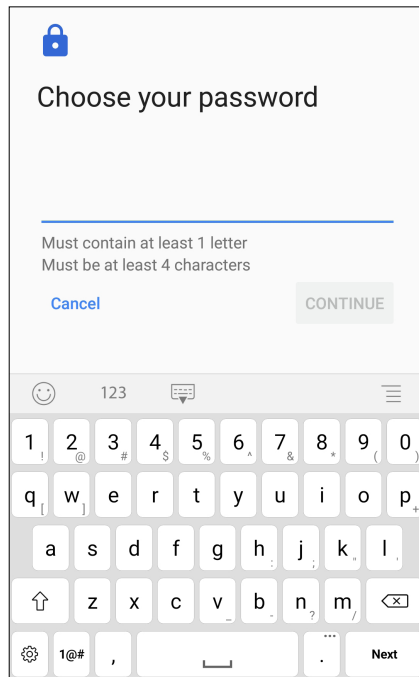 Choose your password
Must contain at least 1 letter
Must be at least 4 characters
Cancel CONTINUE
123
1 ! 2 @ 3 # 4 $ 5 % 6 ^ 7 & 8 * 9 ( 0 )
q [ w ] e r t y u i o p +
a s d f g h : j ; k l
z x c v _ b - n ? m /
1@# , . ... Next